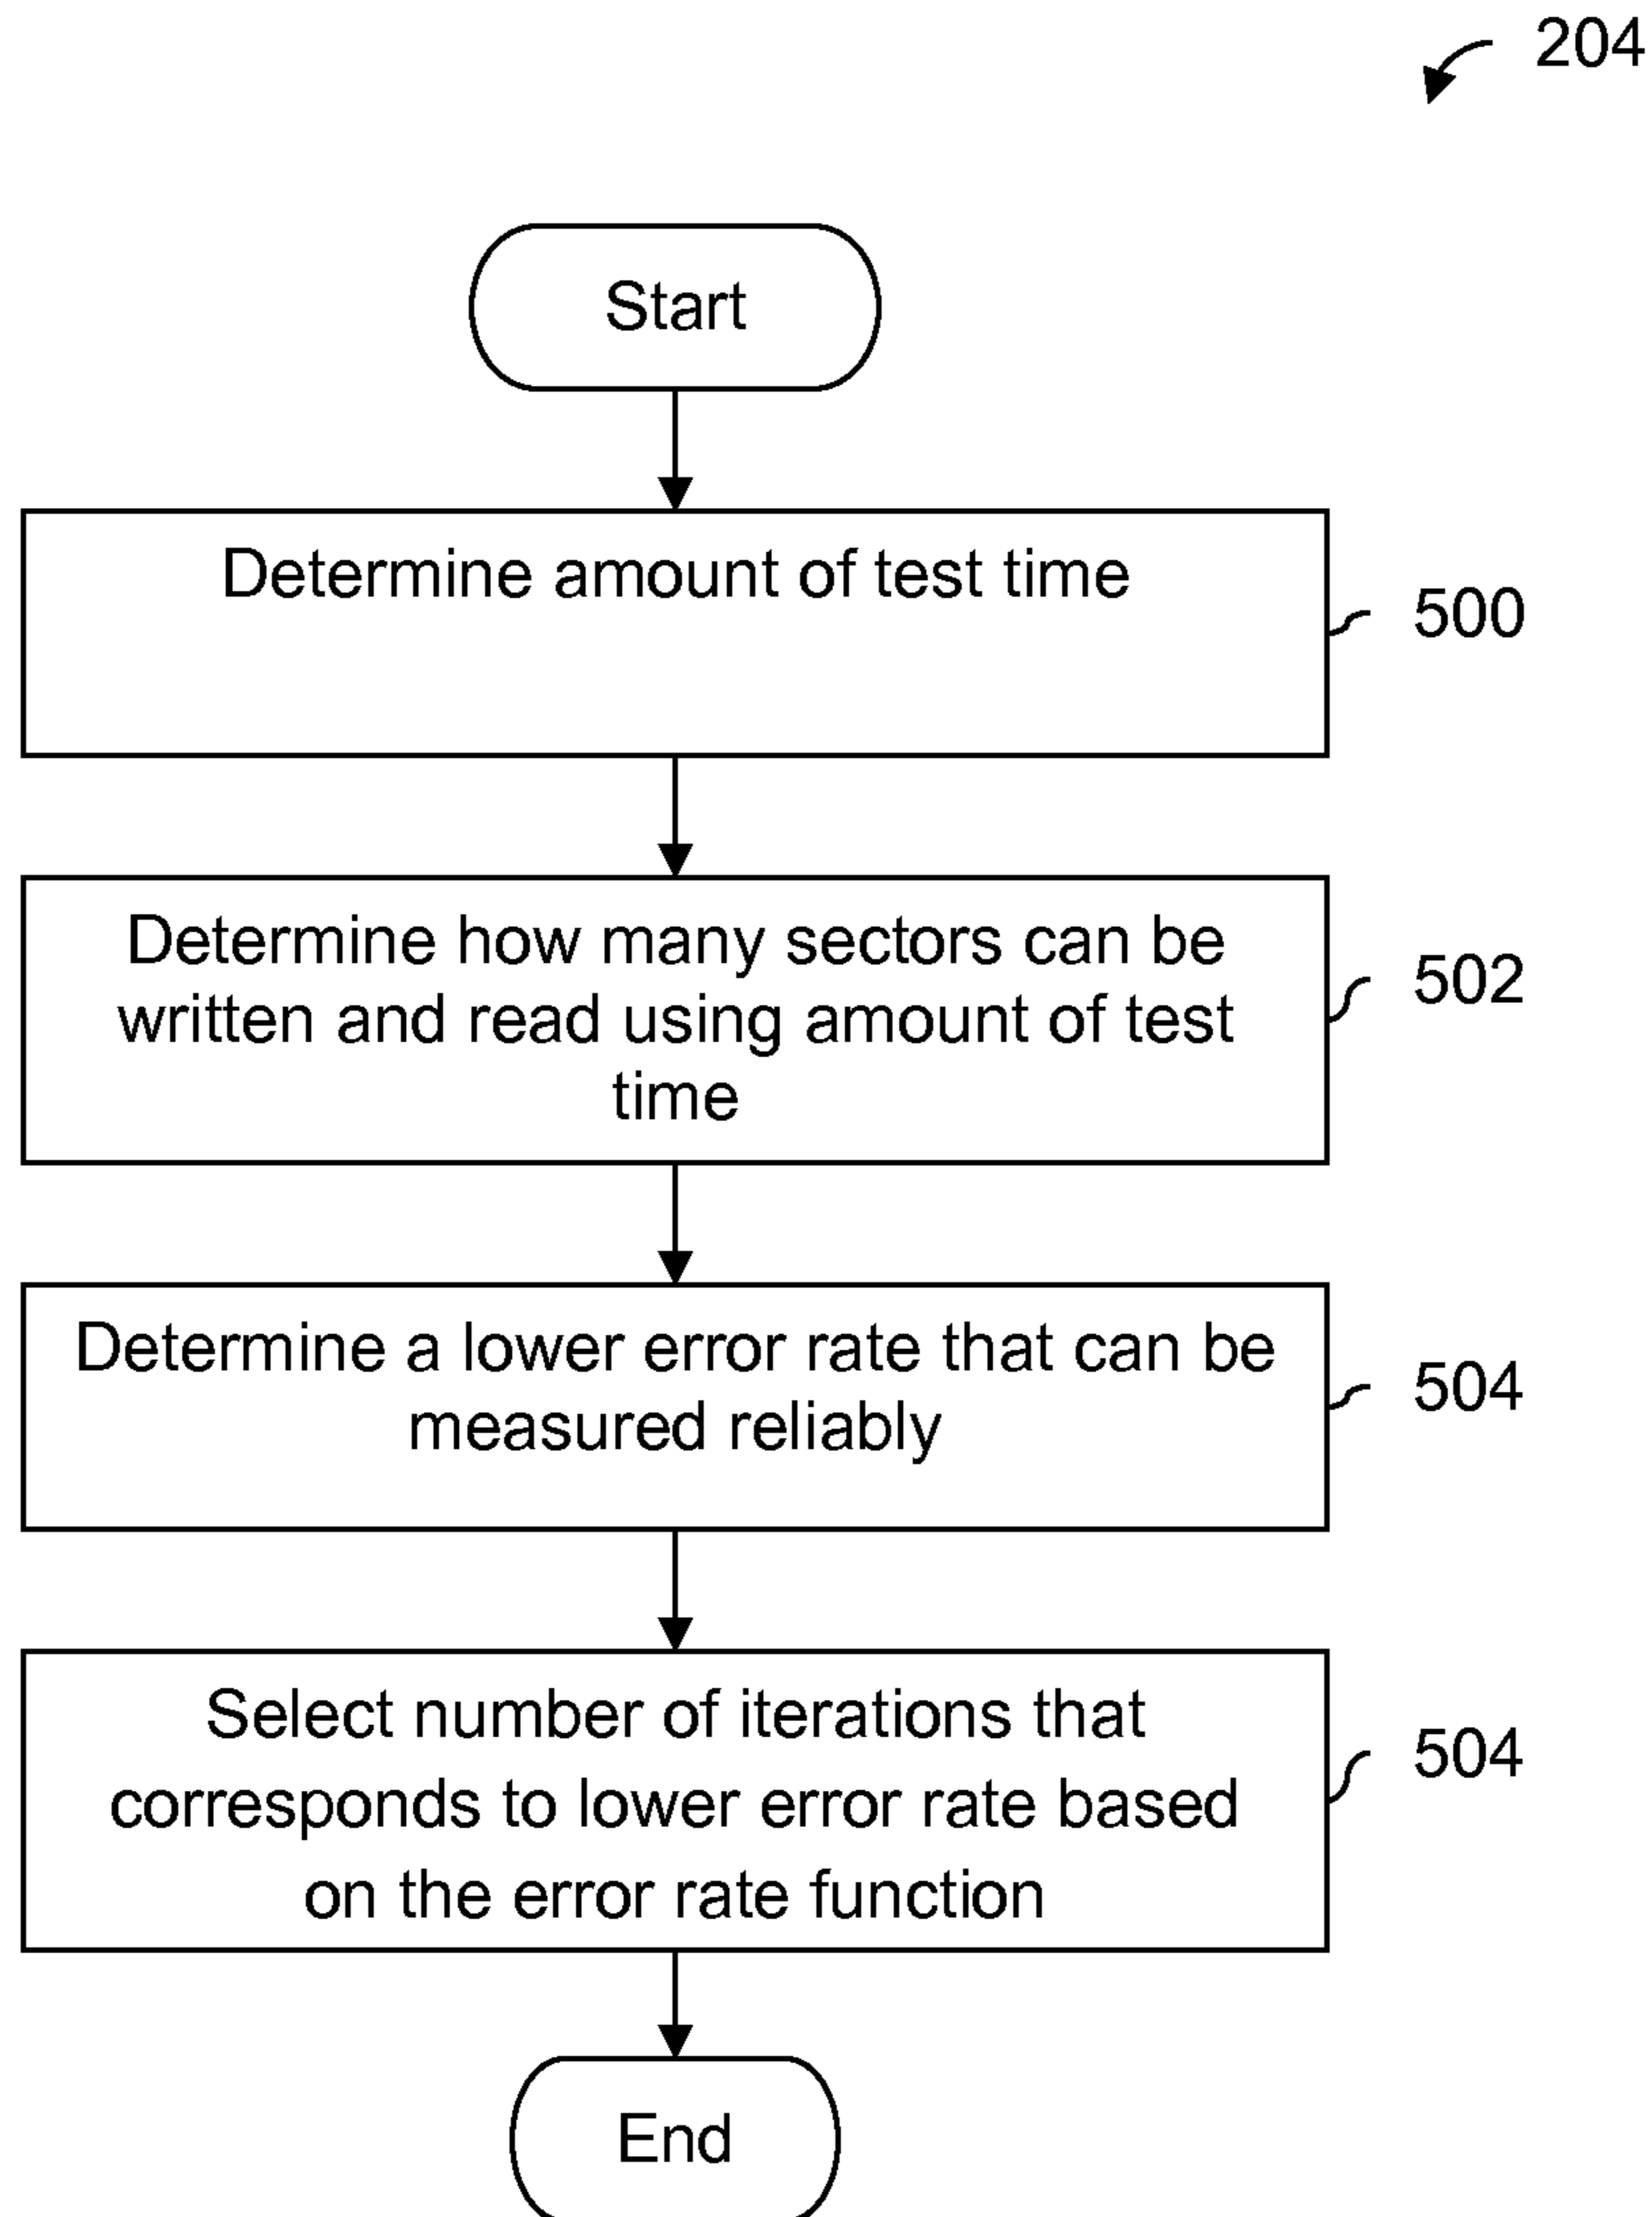 204
Start
Determine amount of test time
500
Determine how many sectors can be
written and read using amount of test
time
502
Determine a lower error rate that can be
measured reliably
504
Select number of iterations that
corresponds to lower error rate based
on the error rate function
504
End